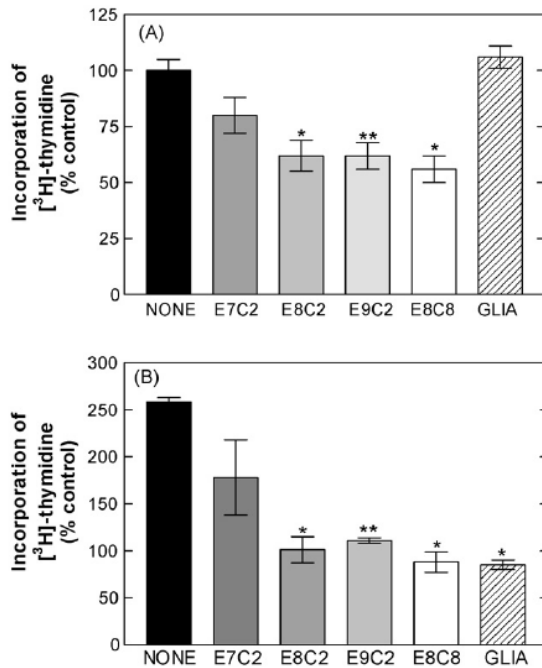 (A)
Incorporation of
[³H]-thymidine
(% control)
125
100
75
50
25
0
*
**
*
NONE E7C2 E8C2 E9C2 E8C8 GLIA
(B)
Incorporation of
[³H]-thymidine
(% control)
300
250
200
150
100
50
0
*
**
*
*
NONE E7C2 E8C2 E9C2 E8C8 GLIA